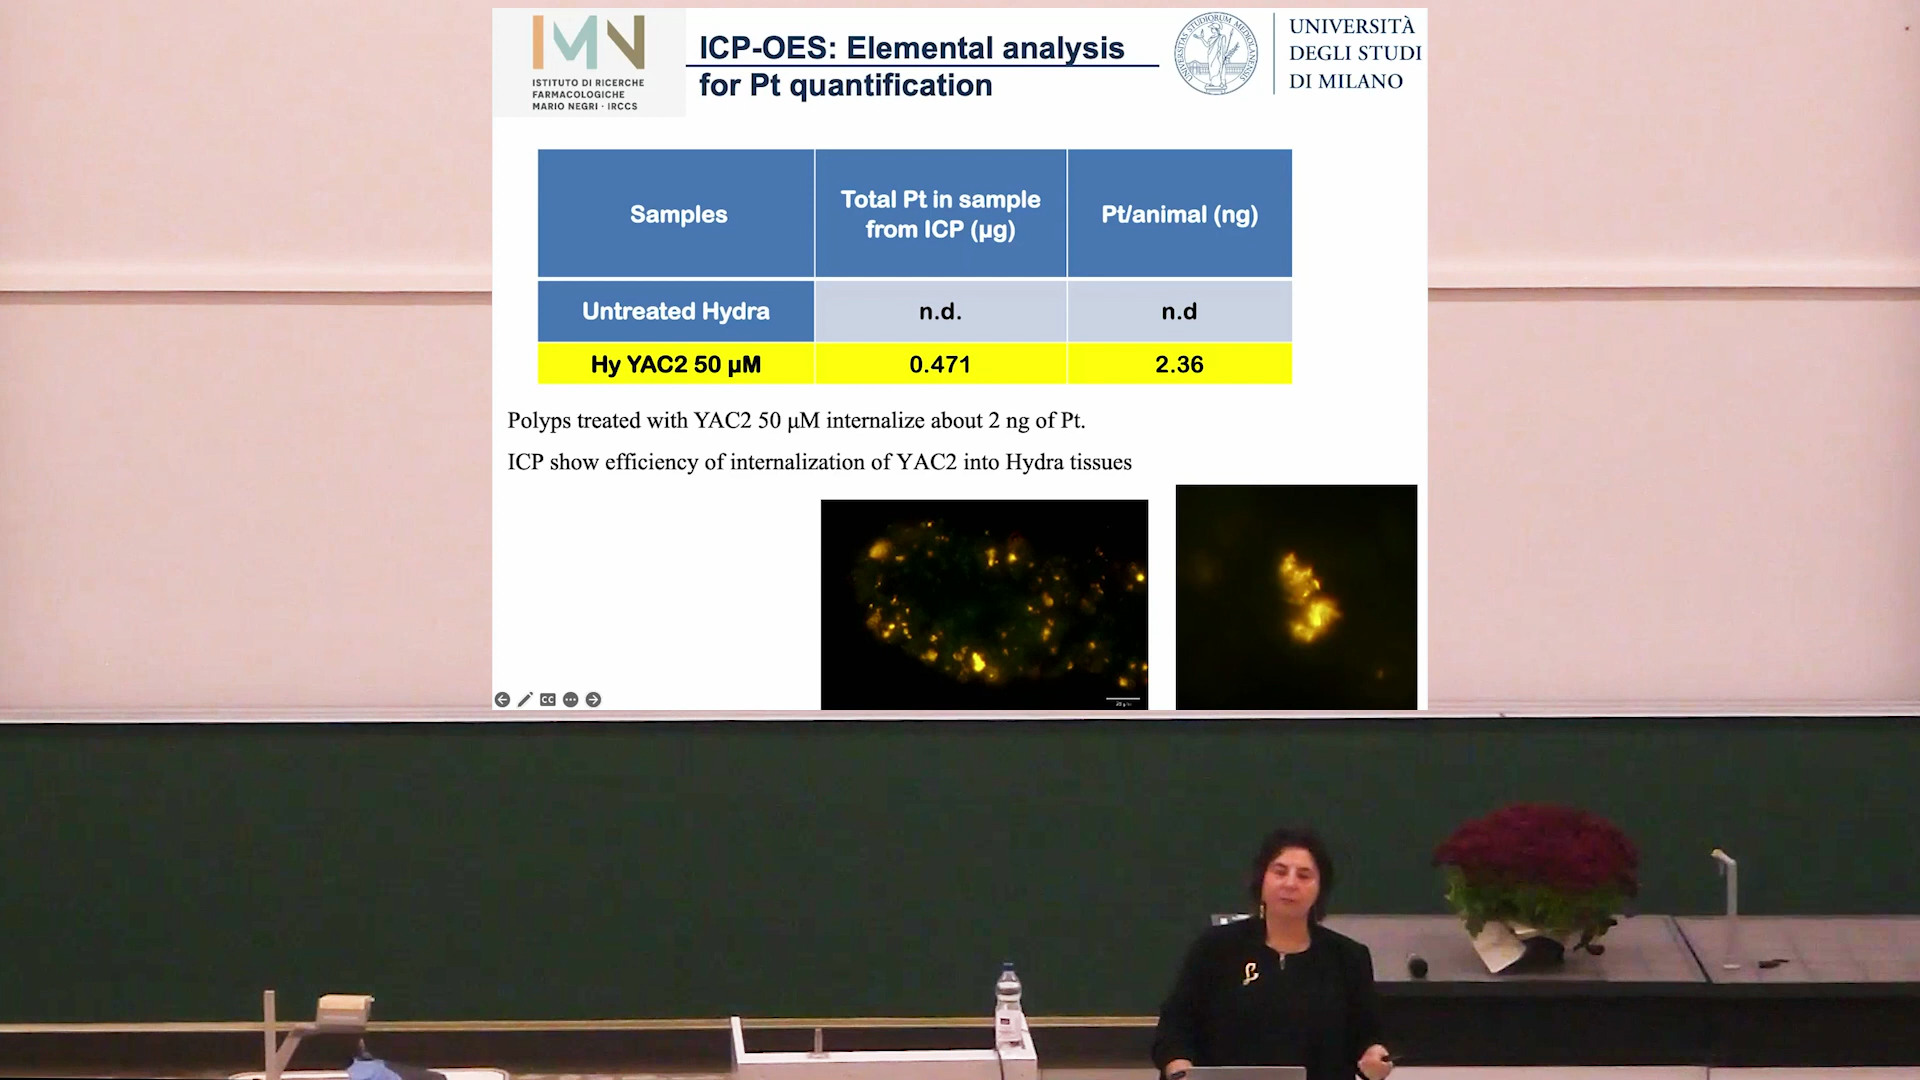 IMN
ISTITUTO DI RICERCHE
FARMACOLOGICHE
MARIO NEGRI · IRCCS
ICP-OES: Elemental analysis
for Pt quantification
UNIVERSITÀ
DEGLI STUDI
DI MILANO
Samples
Total Pt in sample
from ICP (µg)
Pt/animal (ng)
Untreated Hydra
n.d.
n.d
Hy YAC2 50 µM
0.471
2.36
Polyps treated with YAC2 50 µM internalize about 2 ng of Pt.
ICP show efficiency of internalization of YAC2 into Hydra tissues
CC